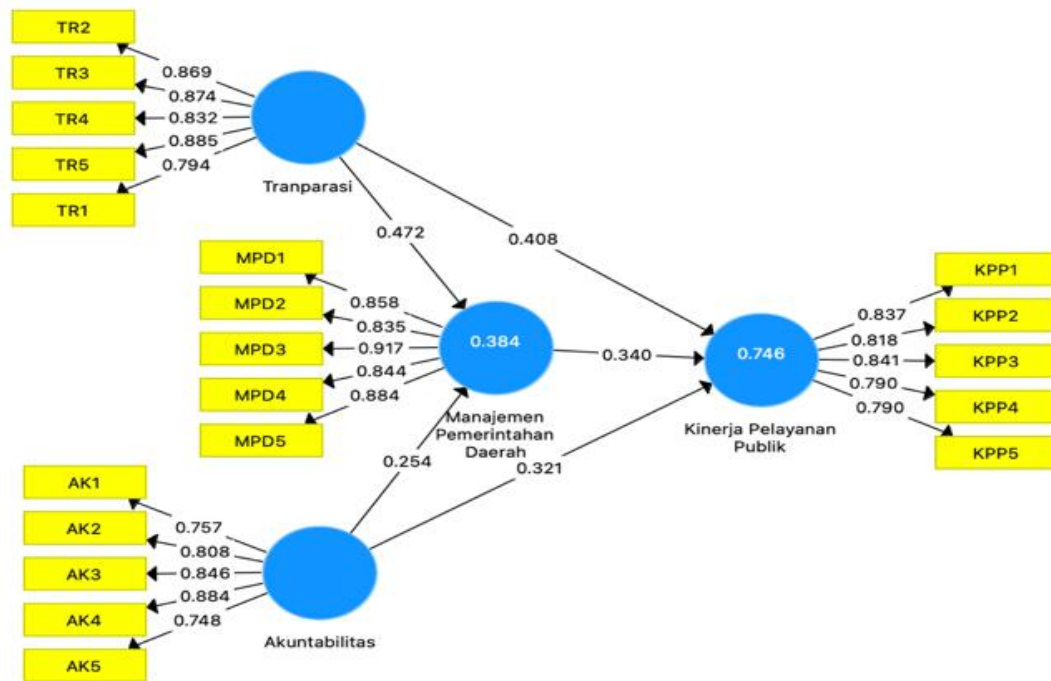 TR2
TR3
TR4
TR5
TR1
0.869
0.874
0.832
0.885
0.794
Tranparasi
0.472
0.408
MPD1
MPD2
MPD3
MPD4
MPD5
0.858
0.835
0.917
0.844
0.884
0.384
Manajemen
Pemerintahan
Daerah
0.340
0.746
Kinerja Pelayanan
Publik
0.837
0.818
0.841
0.790
0.790
KPP1
KPP2
KPP3
KPP4
KPP5
0.254
0.321
AK1
AK2
AK3
AK4
AK5
0.757
0.808
0.846
0.884
0.748
Akuntabilitas